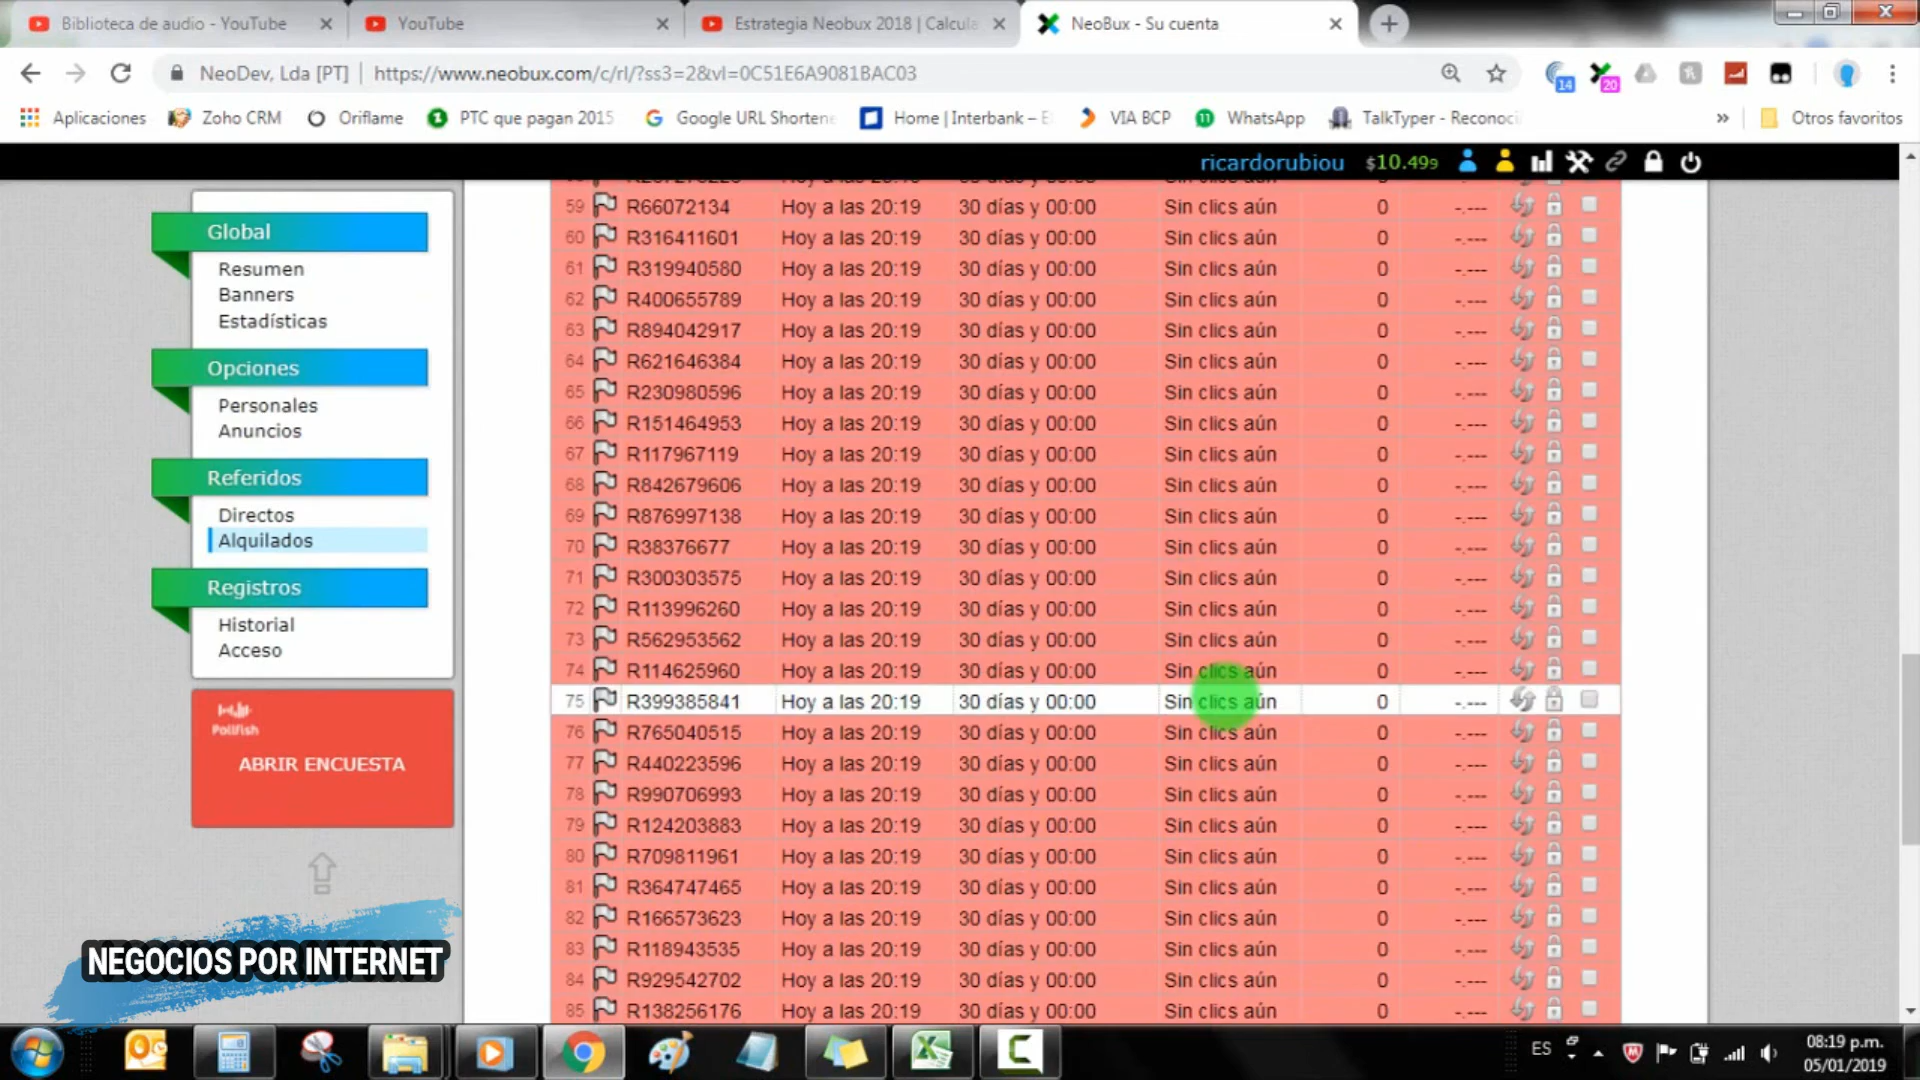 Biblioteca de audio - YouTube
YouTube
Estrategia Neobux 2018 | Calcula
NeoBux - Su cuenta
NeoDev, Lda [PT]
https://www.neobux.com/c/rl/?ss3=2&vl=0C51E6A9081BAC03
14
20
Aplicaciones
Zoho CRM
Oriflame
PTC que pagan 2015
Google URL Shortene
Home | Interbank – E
VIA BCP
11
WhatsApp
TalkTyper - Reconoci
»
Otros favoritos
ricardorubiou
$10.499
Global
Resumen
Banners
Estadísticas
Opciones
Personales
Anuncios
Referidos
Directos
Alquilados
Registros
Historial
Acceso
Pollfish
ABRIR ENCUESTA
NEGOCIOS POR INTERNET
59 R66072134 Hoy a las 20:19 30 días y 00:00 Sin clics aún 0 -.---
60 R316411601 Hoy a las 20:19 30 días y 00:00 Sin clics aún 0 -.---
61 R319940580 Hoy a las 20:19 30 días y 00:00 Sin clics aún 0 -.---
62 R400655789 Hoy a las 20:19 30 días y 00:00 Sin clics aún 0 -.---
63 R894042917 Hoy a las 20:19 30 días y 00:00 Sin clics aún 0 -.---
64 R621646384 Hoy a las 20:19 30 días y 00:00 Sin clics aún 0 -.---
65 R230980596 Hoy a las 20:19 30 días y 00:00 Sin clics aún 0 -.---
66 R151464953 Hoy a las 20:19 30 días y 00:00 Sin clics aún 0 -.---
67 R117967119 Hoy a las 20:19 30 días y 00:00 Sin clics aún 0 -.---
68 R842679606 Hoy a las 20:19 30 días y 00:00 Sin clics aún 0 -.---
69 R876997138 Hoy a las 20:19 30 días y 00:00 Sin clics aún 0 -.---
70 R38376677 Hoy a las 20:19 30 días y 00:00 Sin clics aún 0 -.---
71 R300303575 Hoy a las 20:19 30 días y 00:00 Sin clics aún 0 -.---
72 R113996260 Hoy a las 20:19 30 días y 00:00 Sin clics aún 0 -.---
73 R562953562 Hoy a las 20:19 30 días y 00:00 Sin clics aún 0 -.---
74 R114625960 Hoy a las 20:19 30 días y 00:00 Sin clics aún 0 -.---
75 R399385841 Hoy a las 20:19 30 días y 00:00 Sin clics aún 0 -.---
76 R765040515 Hoy a las 20:19 30 días y 00:00 Sin clics aún 0 -.---
77 R440223596 Hoy a las 20:19 30 días y 00:00 Sin clics aún 0 -.---
78 R990706993 Hoy a las 20:19 30 días y 00:00 Sin clics aún 0 -.---
79 R124203883 Hoy a las 20:19 30 días y 00:00 Sin clics aún 0 -.---
80 R709811961 Hoy a las 20:19 30 días y 00:00 Sin clics aún 0 -.---
81 R364747465 Hoy a las 20:19 30 días y 00:00 Sin clics aún 0 -.---
82 R166573623 Hoy a las 20:19 30 días y 00:00 Sin clics aún 0 -.---
83 R118943535 Hoy a las 20:19 30 días y 00:00 Sin clics aún 0 -.---
84 R929542702 Hoy a las 20:19 30 días y 00:00 Sin clics aún 0 -.---
85 R138256176 Hoy a las 20:19 30 días y 00:00 Sin clics aún 0 -.---
ES
08:19 p.m.
05/01/2019